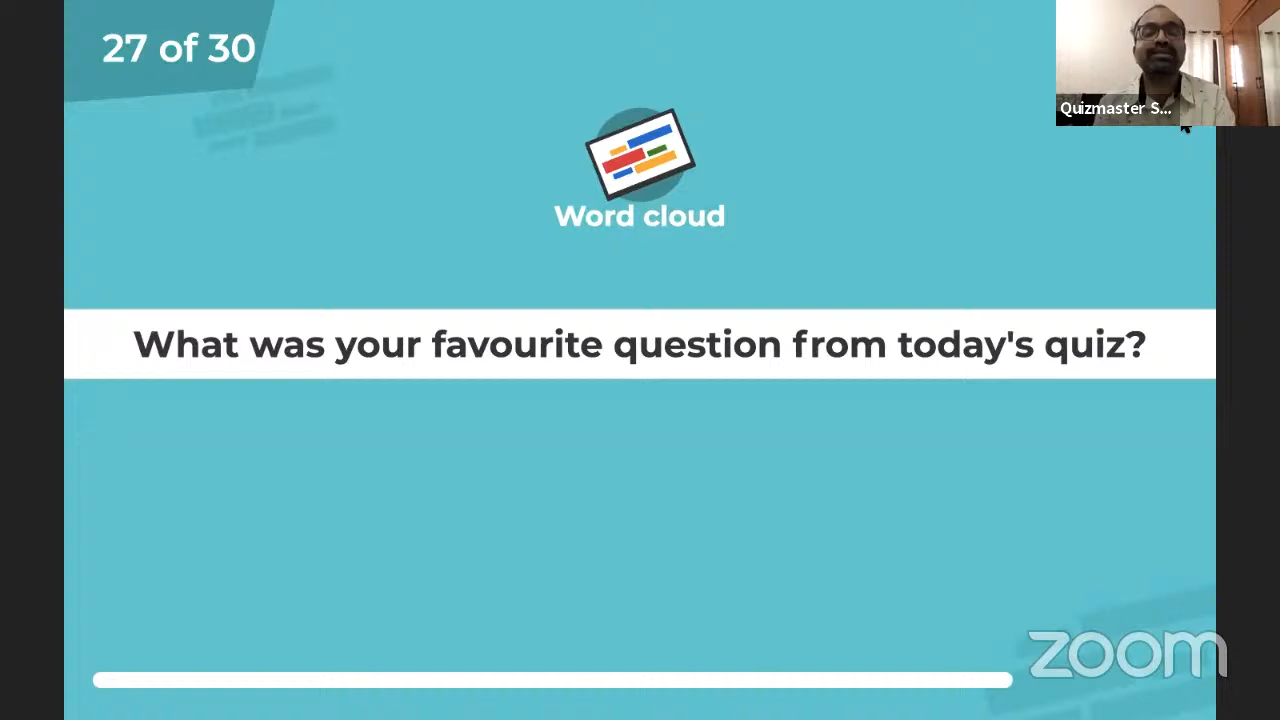 27 of 30
Quizmaster S...
Word cloud
What was your favourite question from today's quiz?
zoom